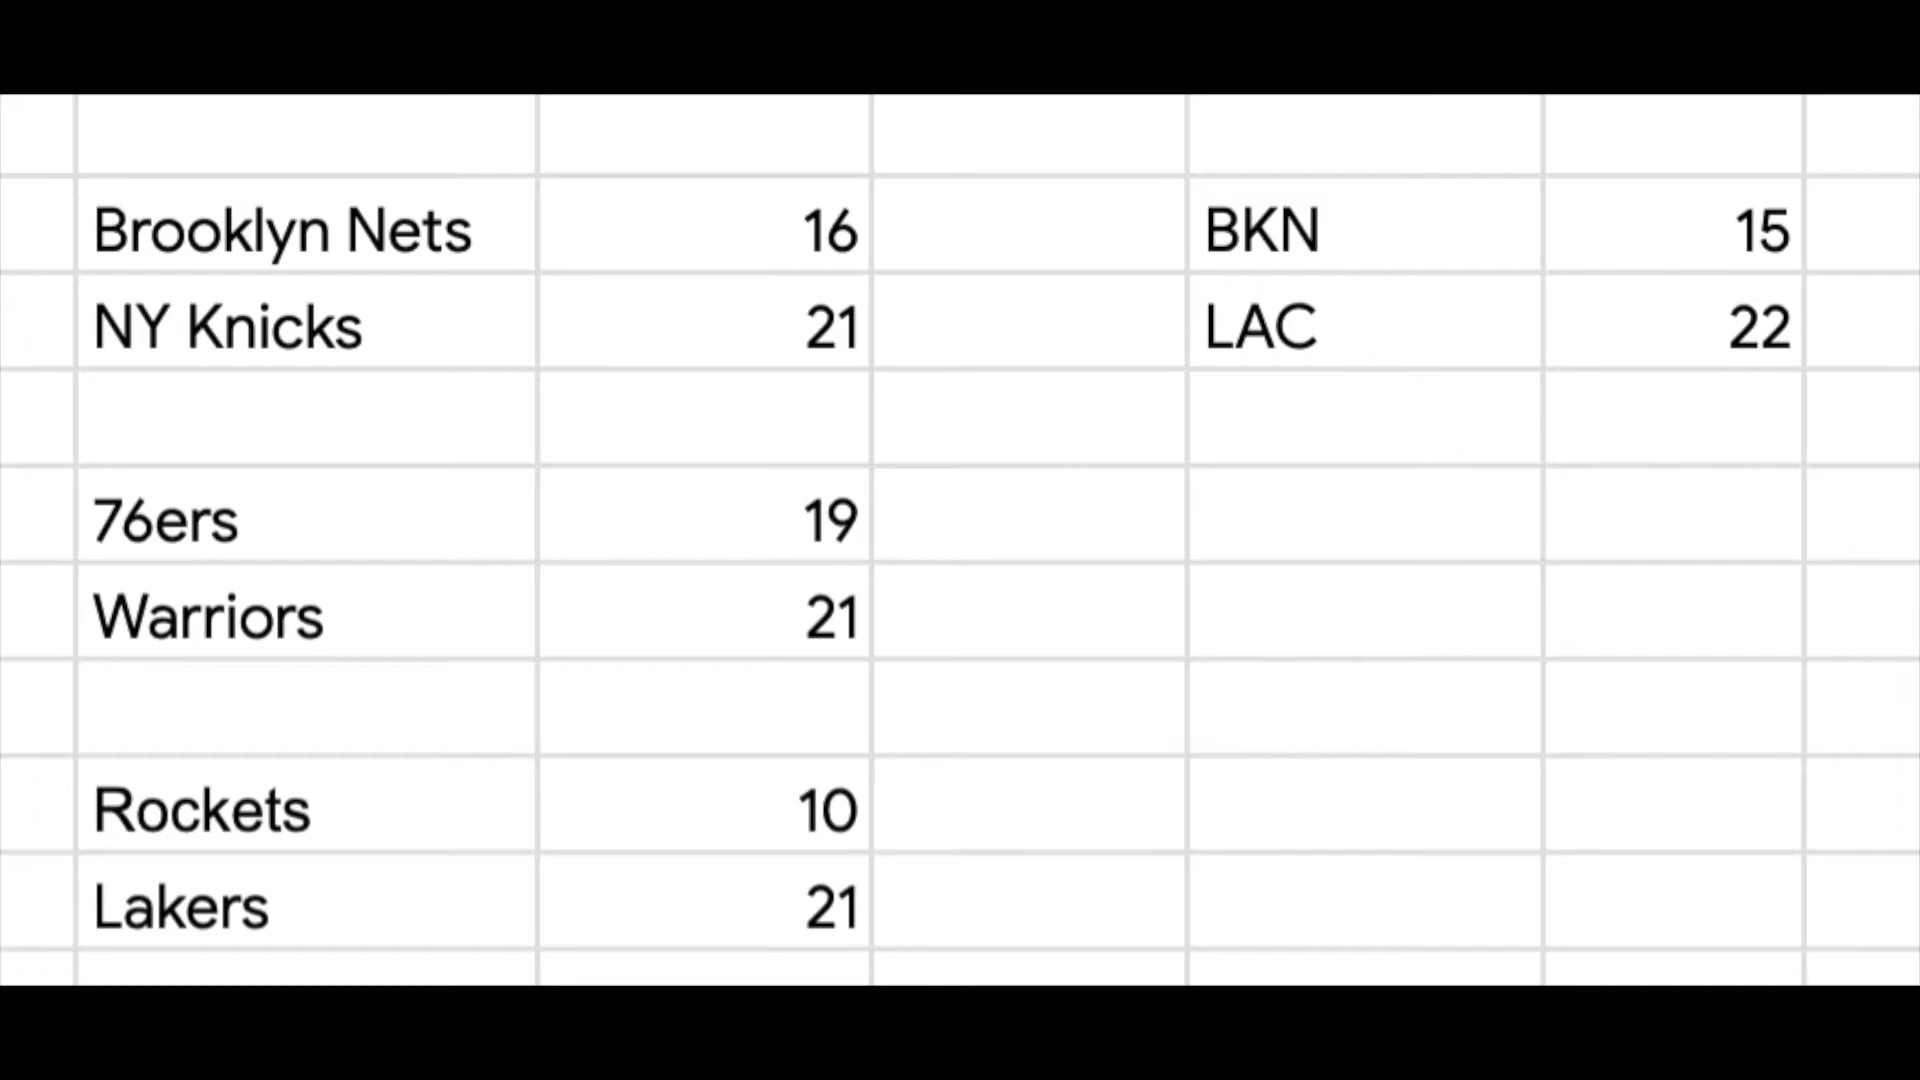 Brooklyn Nets 16 BKN 15
NY Knicks 21 LAC 22
76ers 19
Warriors 21
Rockets 10
Lakers 21